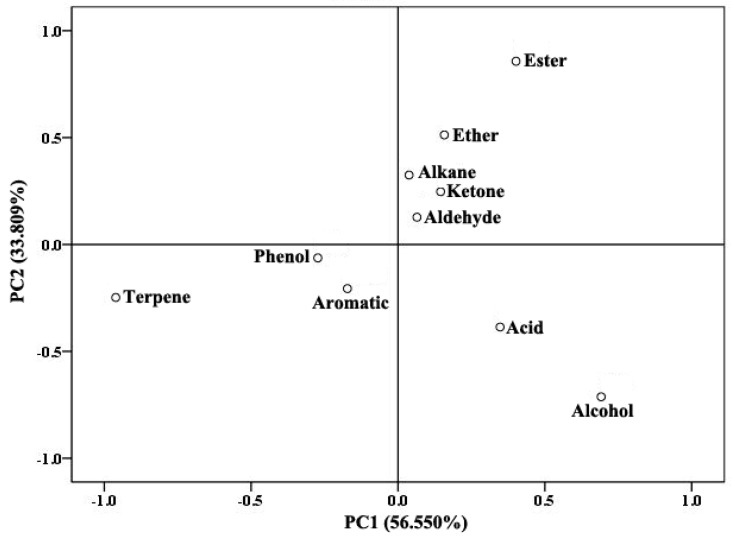 1.0
Ester
0.5
Ether
Alkane
Ketone
Aldehyde
0.0
Phenol
Terpene
Aromatic
Acid
-0.5
Alcohol
-1.0
PC2 (33.809%)
-1.0 -0.5 0.0 0.5 1.0
PC1 (56.550%)